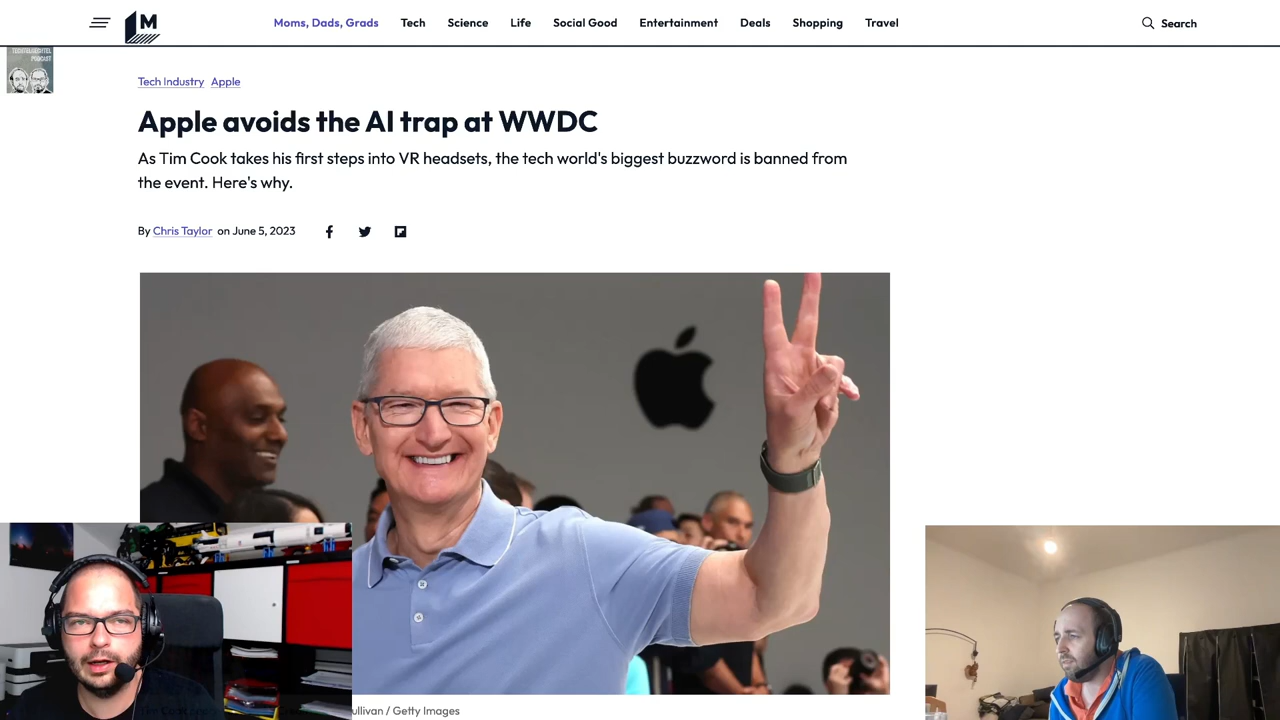 M
Moms, Dads, Grads Tech Science Life Social Good Entertainment Deals Shopping Travel
Search
PODCAST
Tech Industry Apple
Apple avoids the AI trap at WWDC
As Tim Cook takes his first steps into VR headsets, the tech world's biggest buzzword is banned from
the event. Here's why.
By Chris Taylor on June 5, 2023
ullivan / Getty Images